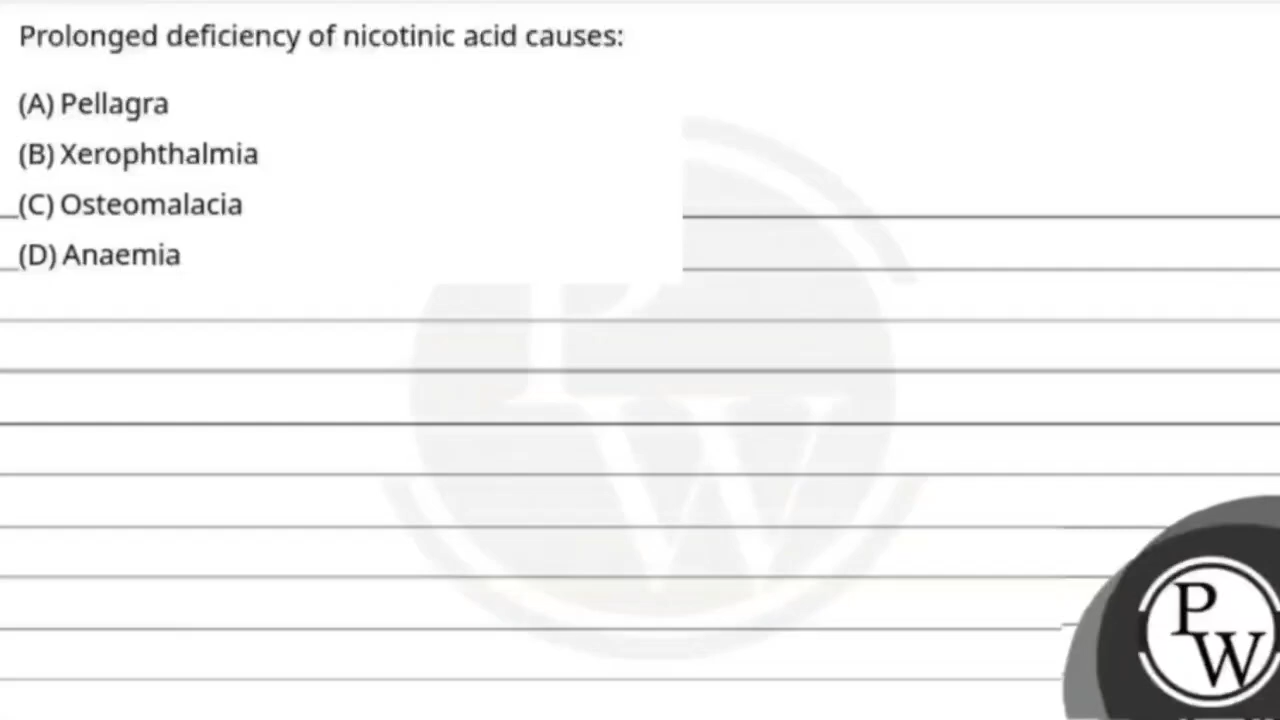 Prolonged deficiency of nicotinic acid causes:
(A) Pellagra
(B) Xerophthalmia
(C) Osteomalacia
(D) Anaemia
PW